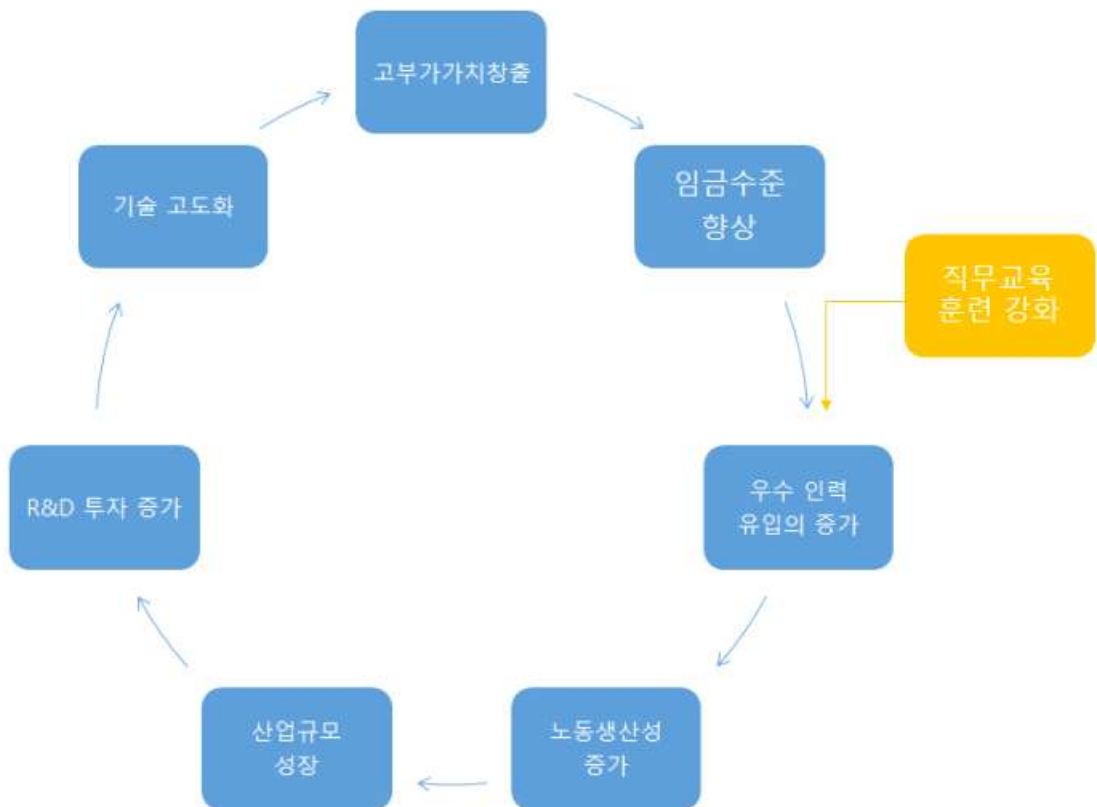 고부가가치창출
임금수준
향상
직무교육
훈련 강화
우수 인력
유입의 증가
노동생산성
증가
산업규모
성장
R&D 투자 증가
기술 고도화